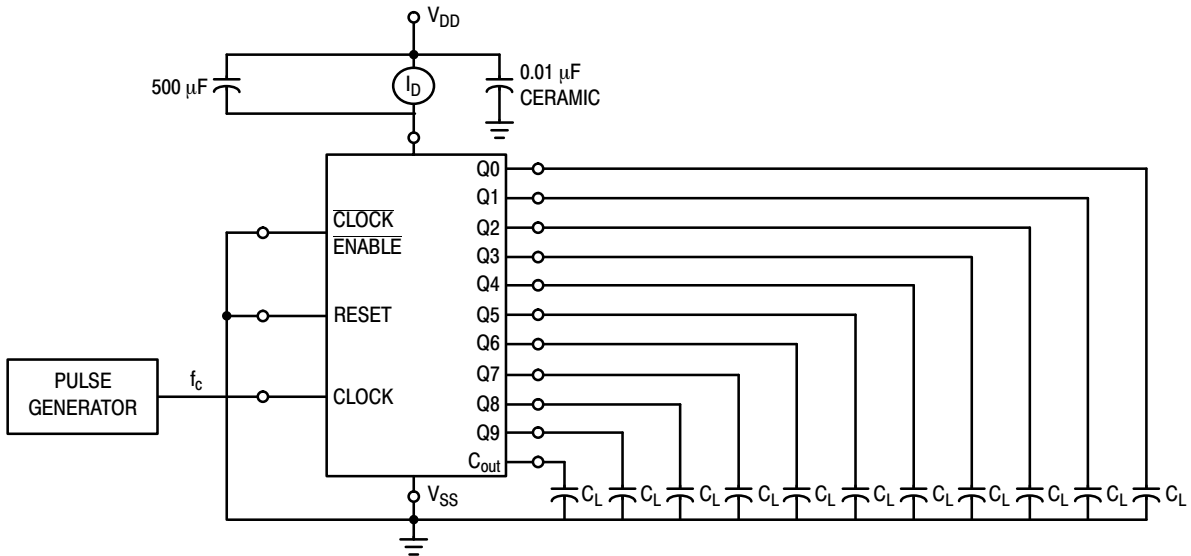 V_DD
500 μF
I_D
0.01 μF
CERAMIC
CLOCK
ENABLE
RESET
CLOCK
PULSE
GENERATOR
f_c
Q0
Q1
Q2
Q3
Q4
Q5
Q6
Q7
Q8
Q9
C_out
V_SS
C_L C_L C_L C_L C_L C_L C_L C_L C_L C_L C_L